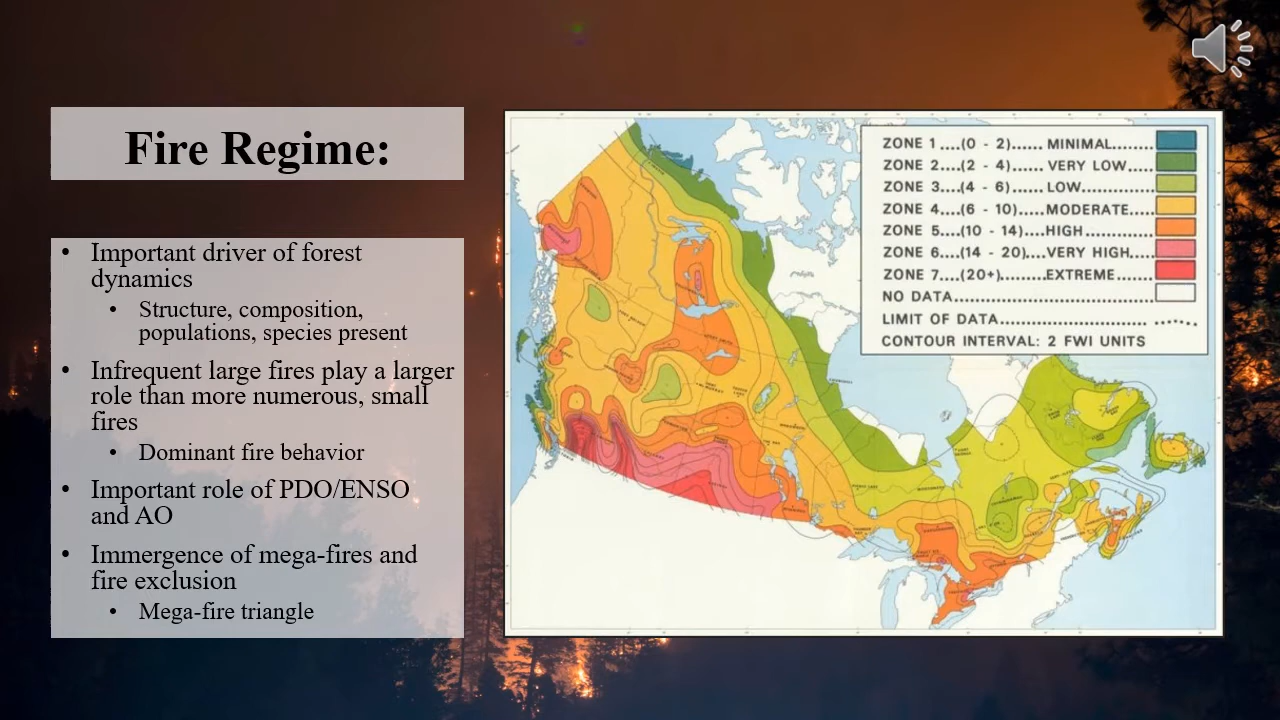 Fire Regime:
• Important driver of forest
dynamics
• Structure, composition,
populations, species present
• Infrequent large fires play a larger
role than more numerous, small
fires
• Dominant fire behavior
• Important role of PDO/ENSO
and AO
• Immergence of mega-fires and
fire exclusion
• Mega-fire triangle
ZONE 1....(0 - 2)...... MINIMAL........
ZONE 2....(2 - 4)...... VERY LOW.....
ZONE 3....(4 - 6)...... LOW..............
ZONE 4....(6 - 10).....MODERATE.....
ZONE 5....(10 - 14)....HIGH............
ZONE 6....(14 - 20)....VERY HIGH....
ZONE 7....(20+).........EXTREME......
NO DATA....................................
LIMIT OF DATA............................
CONTOUR INTERVAL: 2 FWI UNITS